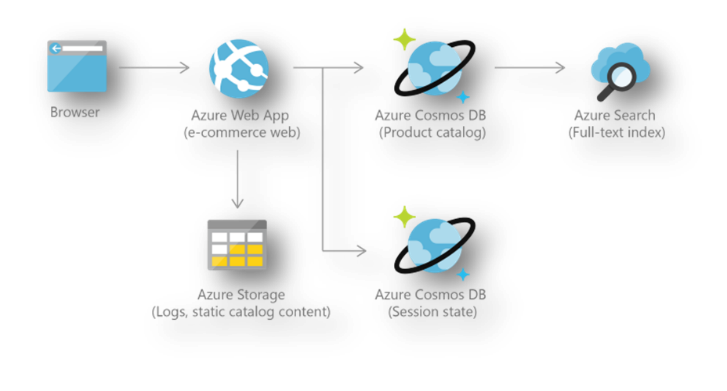 Browser
Azure Web App
(e-commerce web)
Azure Cosmos DB
(Product catalog)
Azure Search
(Full-text index)
Azure Storage
(Logs, static catalog content)
Azure Cosmos DB
(Session state)